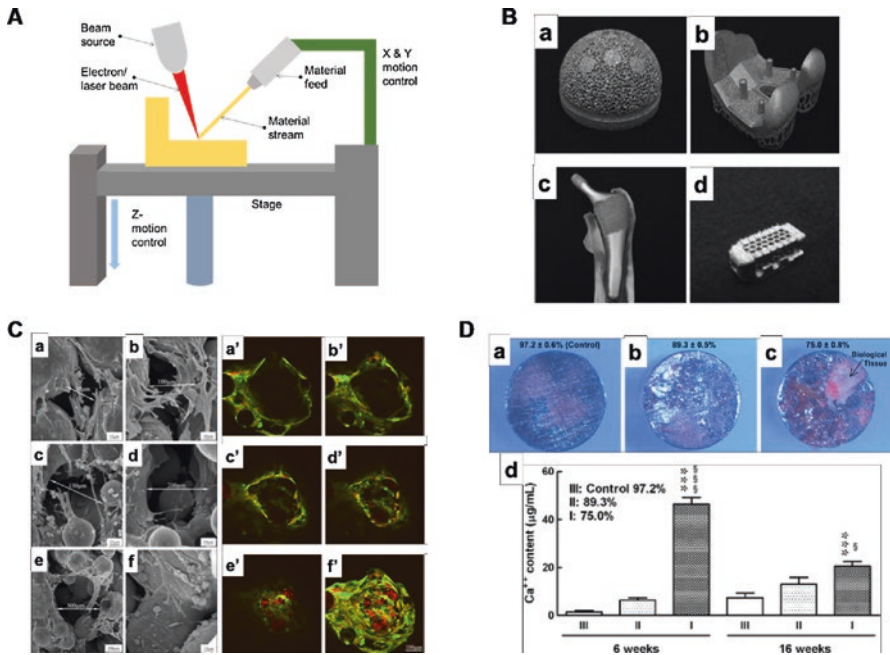 A
Beam
source
Electron/
laser beam
Material
feed
X & Y
motion
control
Material
stream
Stage
Z-
motion
control
B
a
b
c
d
C
a
b
a'
b'
c
d
c'
d'
e
f
e'
f'
D
a
97.2 ± 0.6% (Control)
b
89.3 ± 0.5%
c
75.0 ± 0.8%
Biological
Tissue
d
Ca⁺⁺ content (μg/mL)
60
40
20
0
III: Control 97.2%
II: 89.3%
I: 75.0%
III
II
I
III
II
I
6 weeks
16 weeks